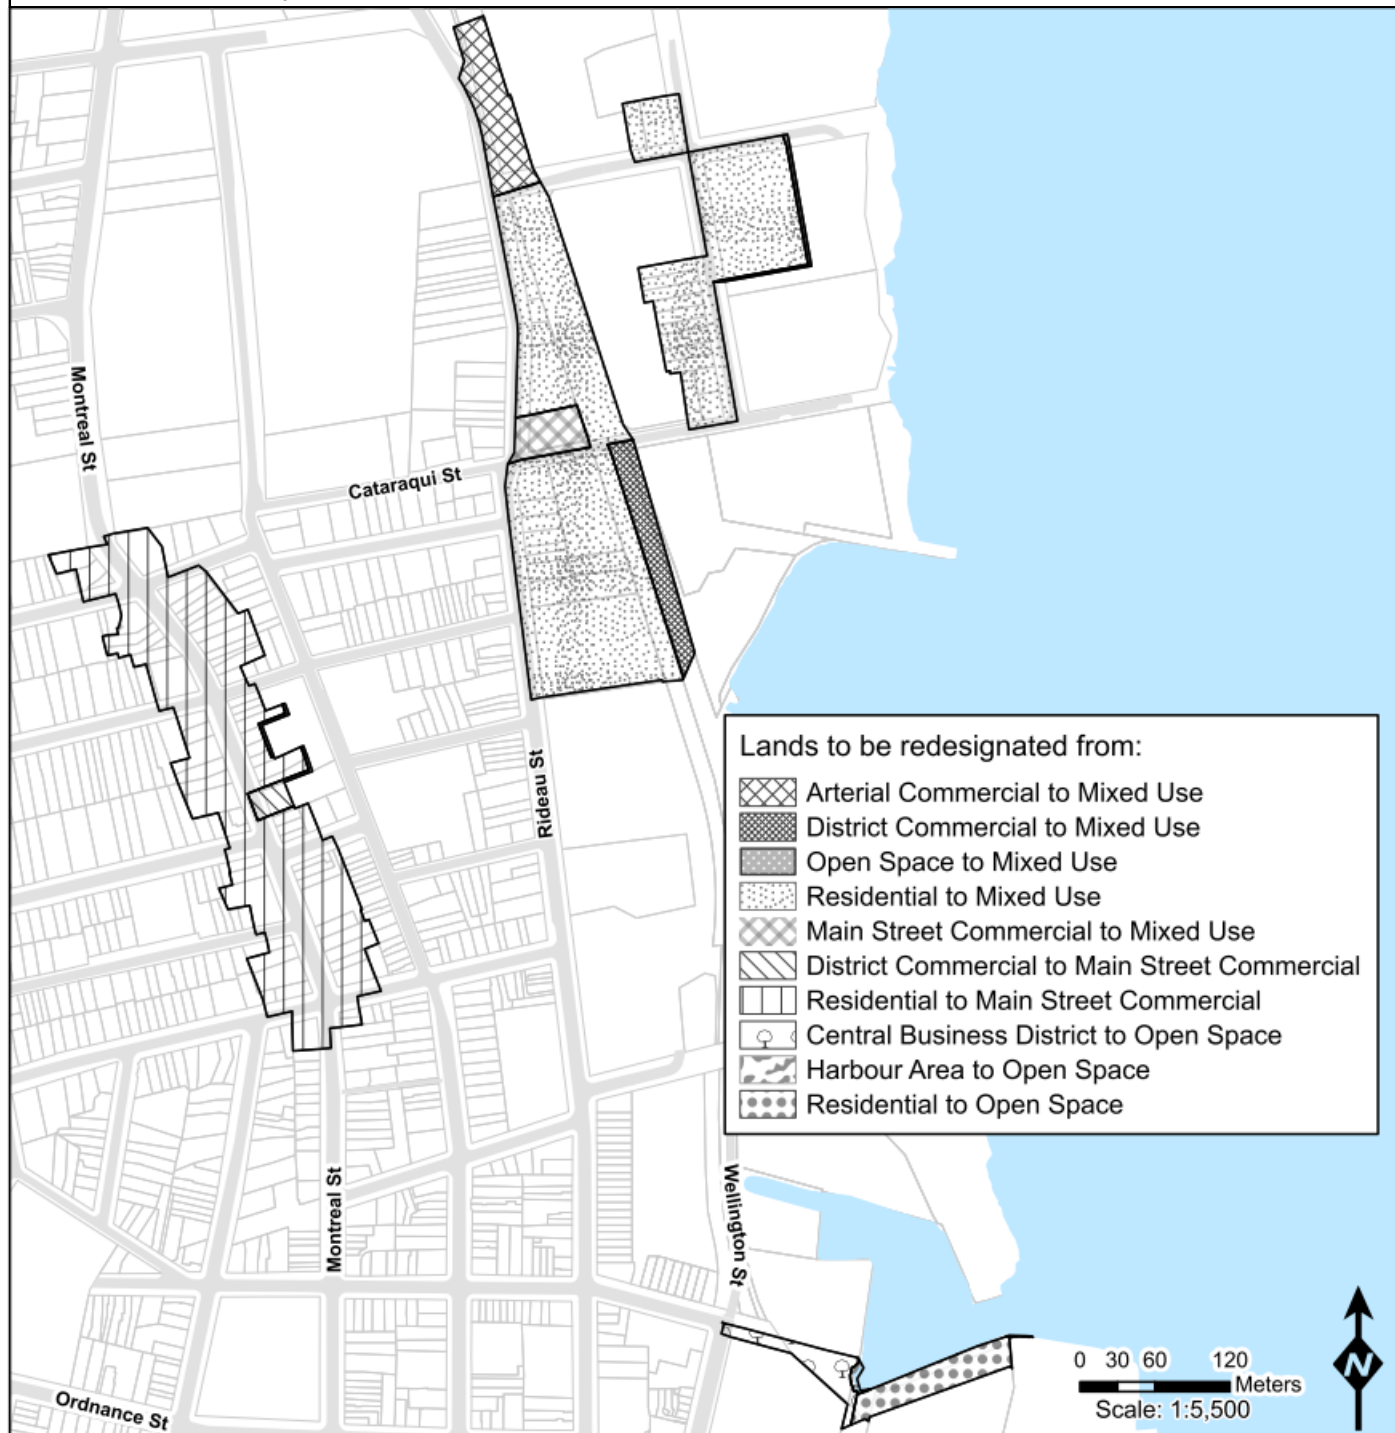 Montreal St
Cataraqui St
Rideau St
Lands to be redesignated from:
Arterial Commercial to Mixed Use
District Commercial to Mixed Use
Open Space to Mixed Use
Residential to Mixed Use
Main Street Commercial to Mixed Use
District Commercial to Main Street Commercial
Residential to Main Street Commercial
Central Business District to Open Space
Harbour Area to Open Space
Residential to Open Space
Montreal St
Wellington St
Ordnance St
0 30 60 120
Meters
Scale: 1:5,500
N